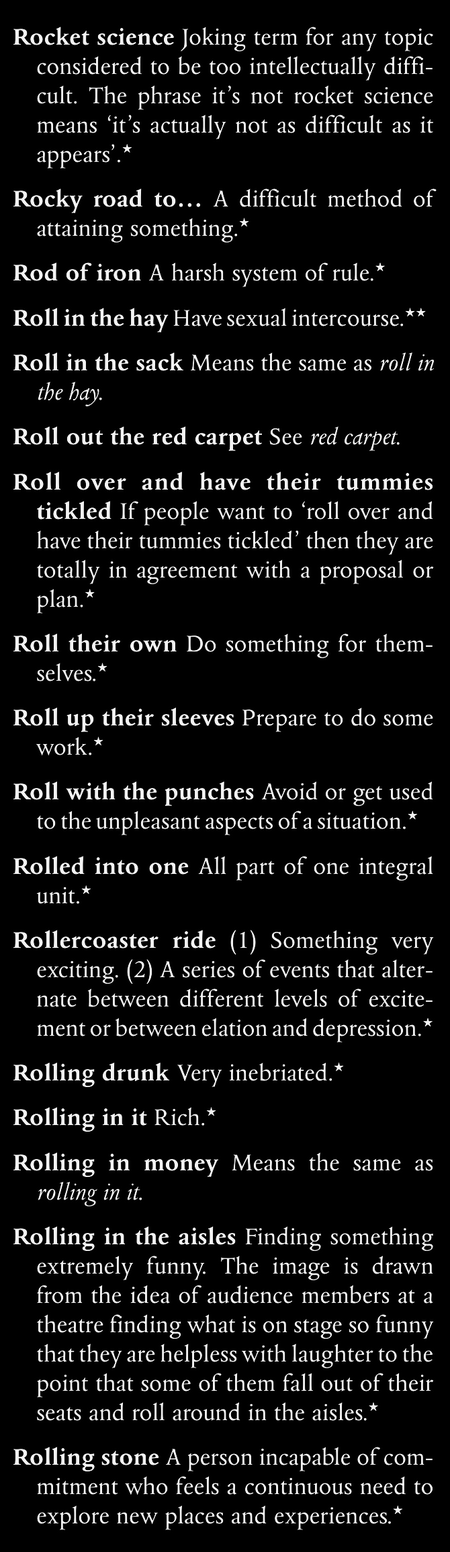 Rocket science Joking term for any topic
considered to be too intellectually diffi-
cult. The phrase it’s not rocket science
means ‘it’s actually not as difficult as it
appears’.★
Rocky road to… A difficult method of
attaining something.★
Rod of iron A harsh system of rule.★
Roll in the hay Have sexual intercourse.★★
Roll in the sack Means the same as roll in
the hay.
Roll out the red carpet See red carpet.
Roll over and have their tummies
tickled If people want to ‘roll over and
have their tummies tickled’ then they are
totally in agreement with a proposal or
plan.★
Roll their own Do something for them-
selves.★
Roll up their sleeves Prepare to do some
work.★
Roll with the punches Avoid or get used
to the unpleasant aspects of a situation.★
Rolled into one All part of one integral
unit.★
Rollercoaster ride (1) Something very
exciting. (2) A series of events that alter-
nate between different levels of excite-
ment or between elation and depression.★
Rolling drunk Very inebriated.★
Rolling in it Rich.★
Rolling in money Means the same as
rolling in it.
Rolling in the aisles Finding something
extremely funny. The image is drawn
from the idea of audience members at a
theatre finding what is on stage so funny
that they are helpless with laughter to the
point that some of them fall out of their
seats and roll around in the aisles.★
Rolling stone A person incapable of com-
mitment who feels a continuous need to
explore new places and experiences.★